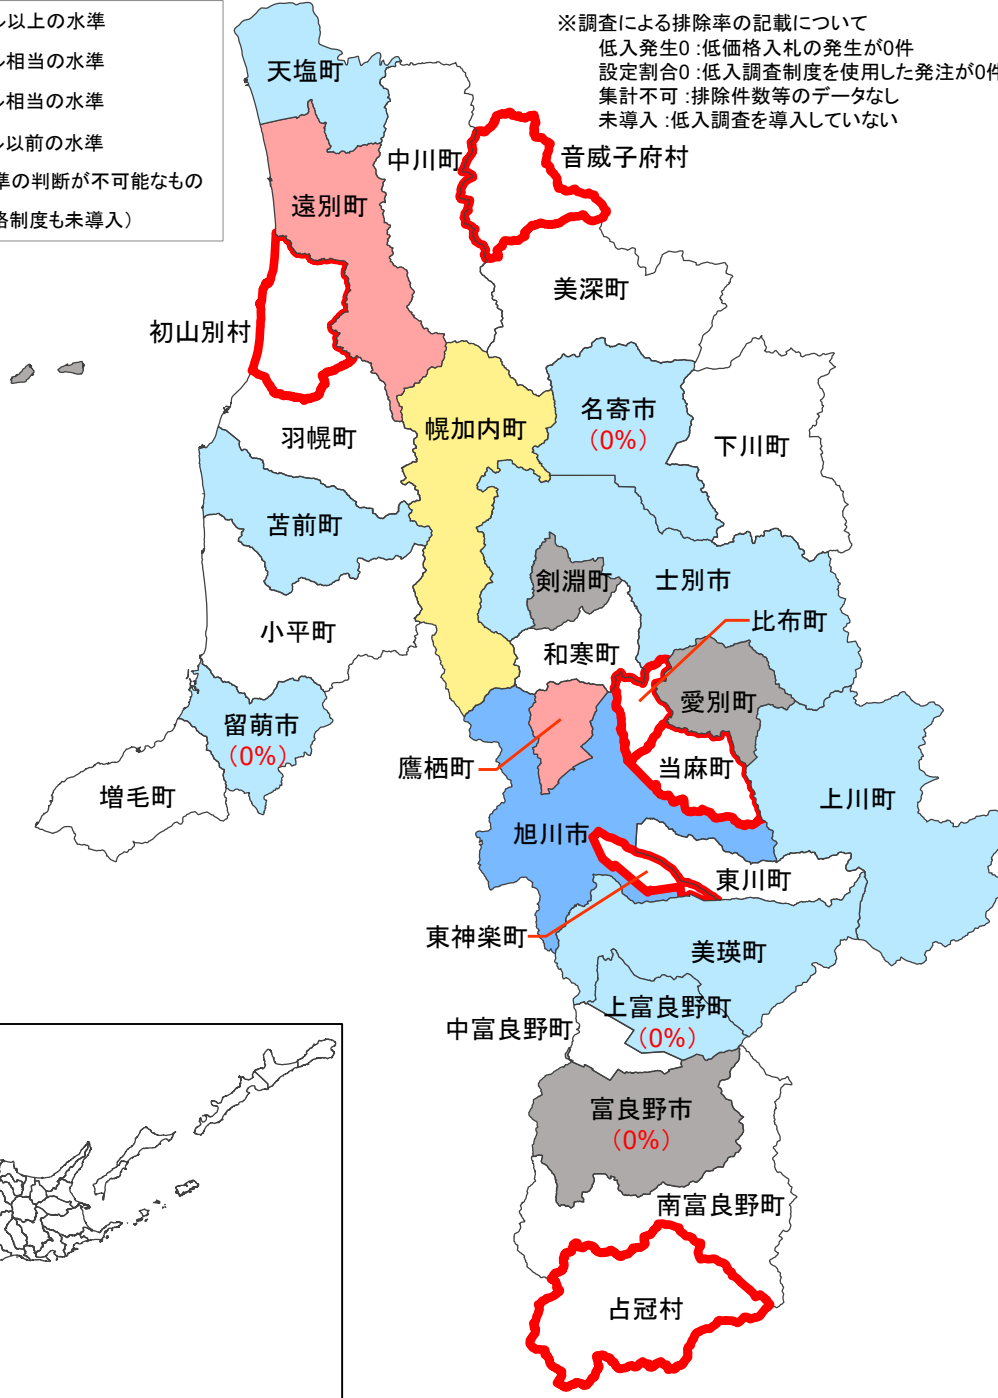 以上の水準
相当の水準
相当の水準
以前の水準
準の判断が不可能なもの
格制度も未導入）
※調査による排除率の記載について
低入発生0：低価格入札の発生が0件
設定割合0：低入調査制度を使用した発注が0件
集計不可：排除件数等のデータなし
未導入：低入調査を導入していない
天塩町
中川町
音威子府村
遠別町
美深町
初山別村
名寄市
（0%）
幌加内町
羽幌町
下川町
苫前町
剣淵町
士別市
比布町
小平町
和寒町
愛別町
留萌市
（0%）
鷹栖町
当麻町
増毛町
上川町
旭川市
東川町
東神楽町
美瑛町
上富良野町
（0%）
中富良野町
富良野市
（0%）
南富良野町
占冠村